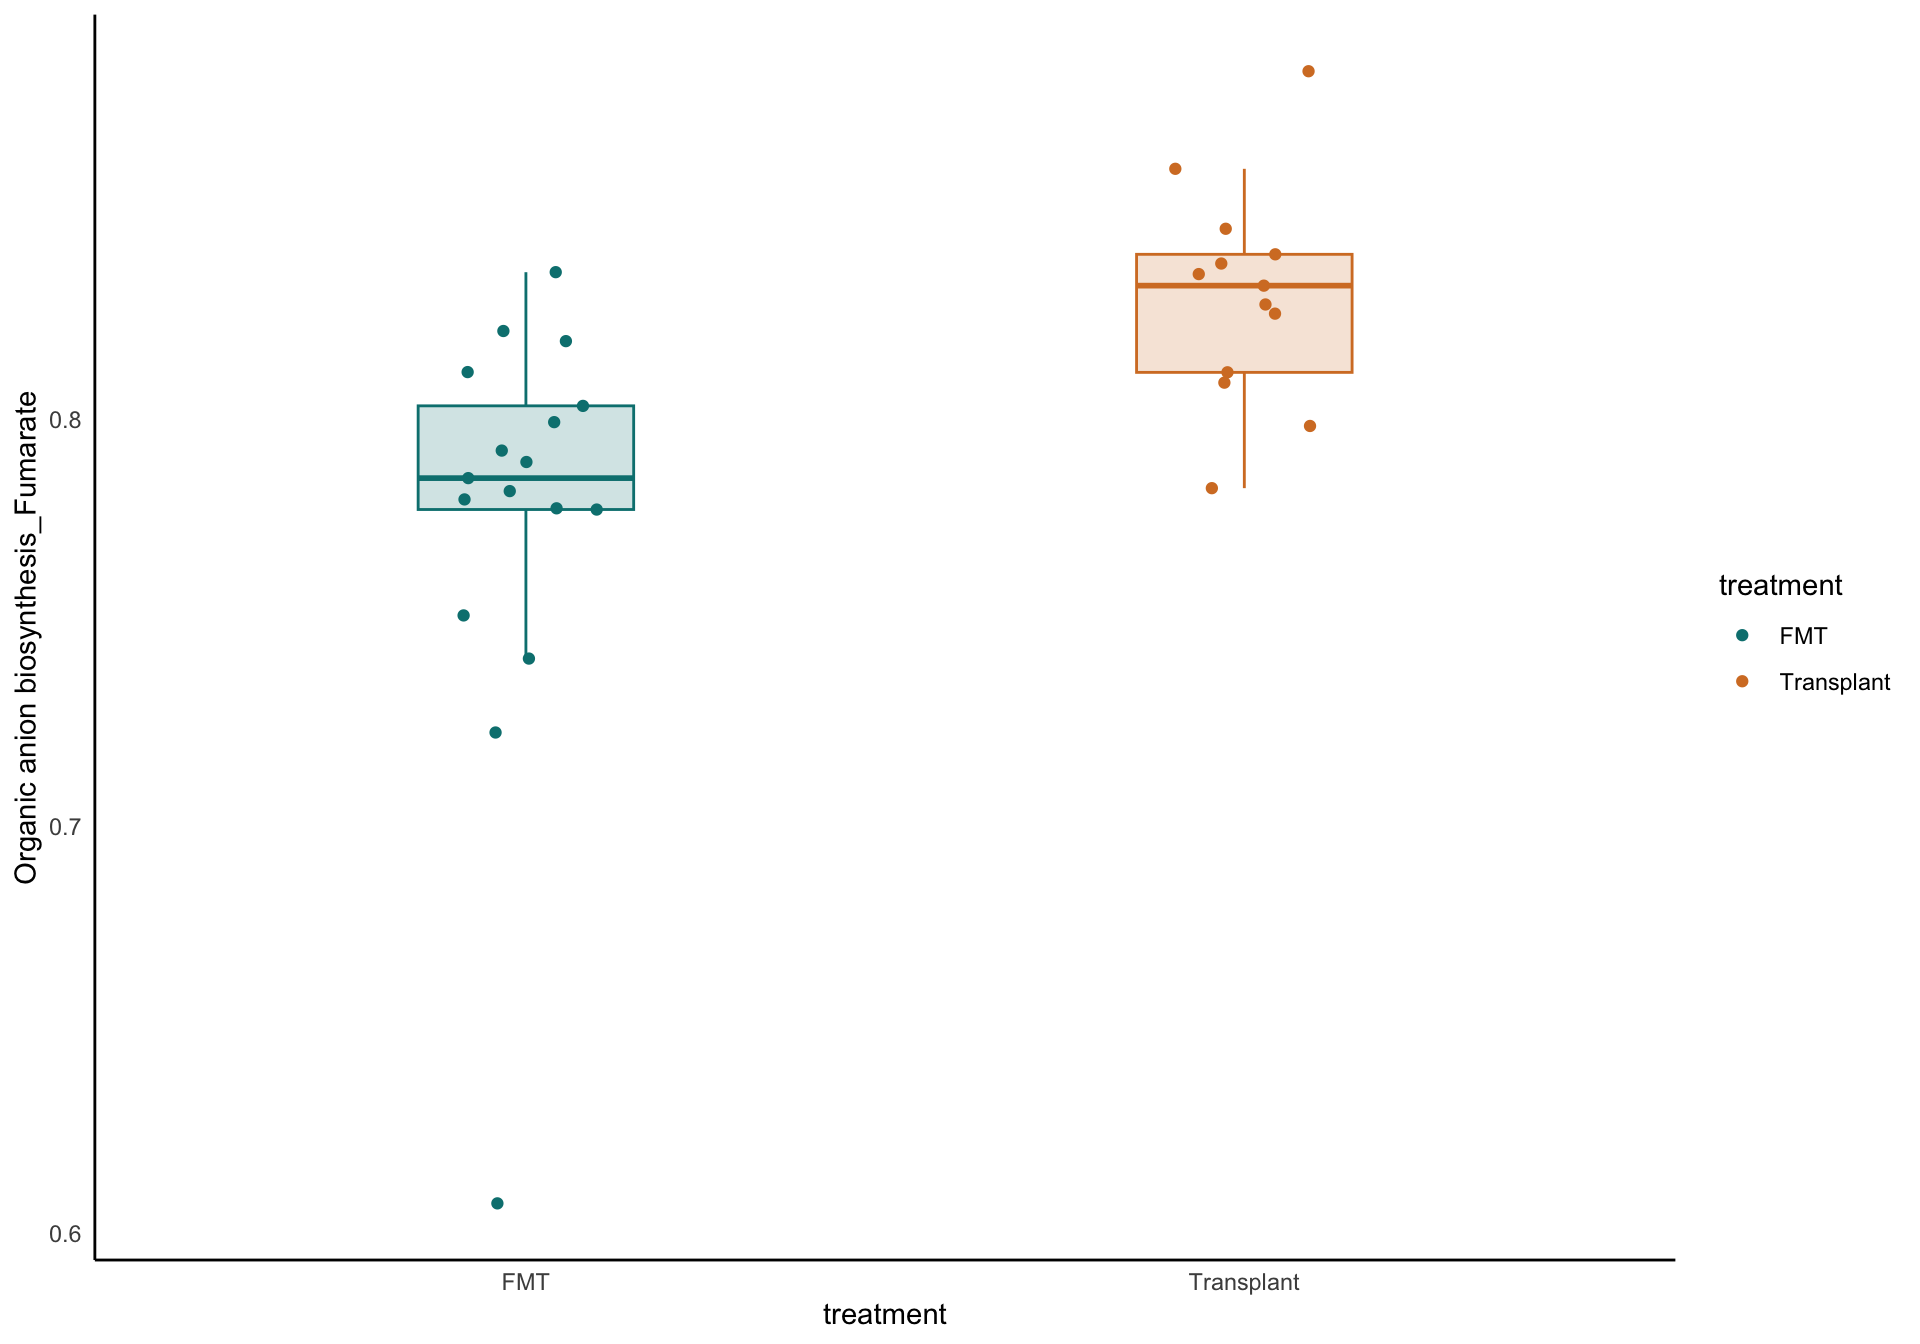 Organic anion biosynthesis_Fumarate
0.8
0.7
0.6
FMT
Transplant
treatment
treatment
FMT
Transplant